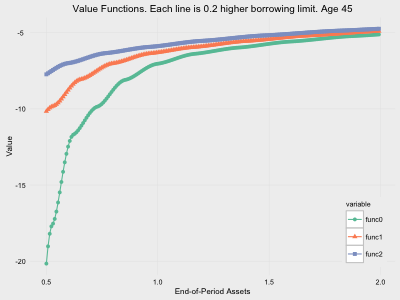 Value Functions. Each line is 0.2 higher borrowing limit. Age 45
-5
-10
-15
-20
Value
0.5 1.0 1.5 2.0
End-of-Period Assets
variable
func0
func1
func2